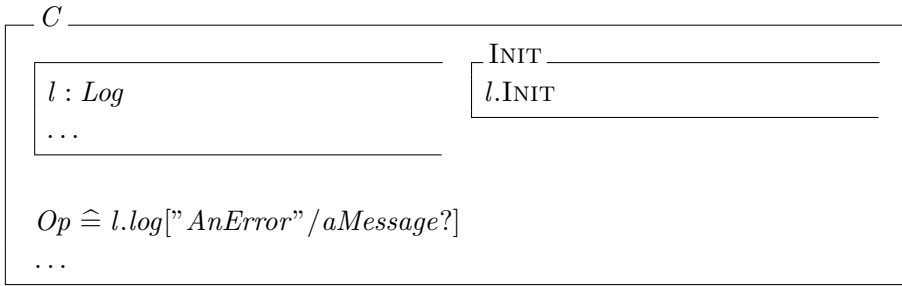 C
l : Log
. . .
INIT
l.INIT
Op ≙ l.log["AnError"/aMessage?]
. . .